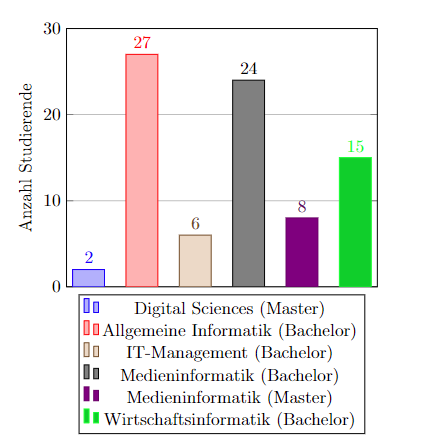 30
27
24
20
15
10
8
6
2
0
Anzahl Studierende
Digital Sciences (Master)
Allgemeine Informatik (Bachelor)
IT-Management (Bachelor)
Medieninformatik (Bachelor)
Medieninformatik (Master)
Wirtschaftsinformatik (Bachelor)